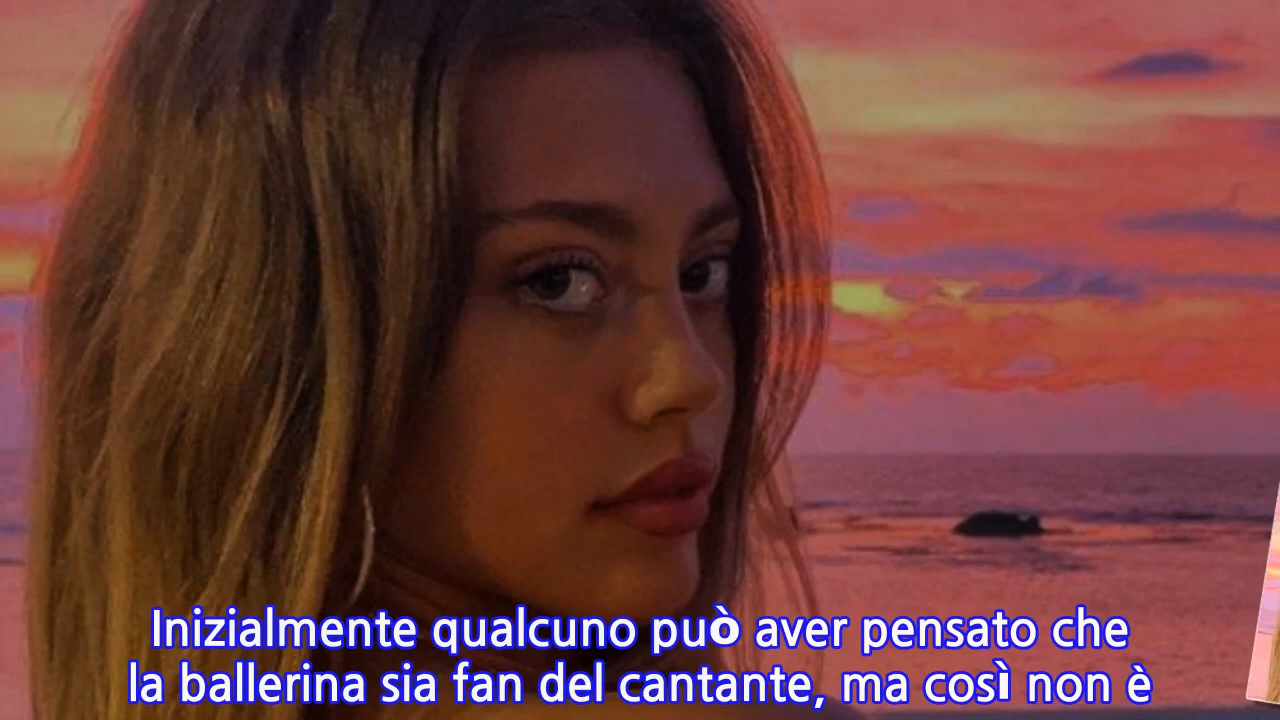 Inizialmente qualcuno può aver pensato che
la ballerina sia fan del cantante, ma così non è